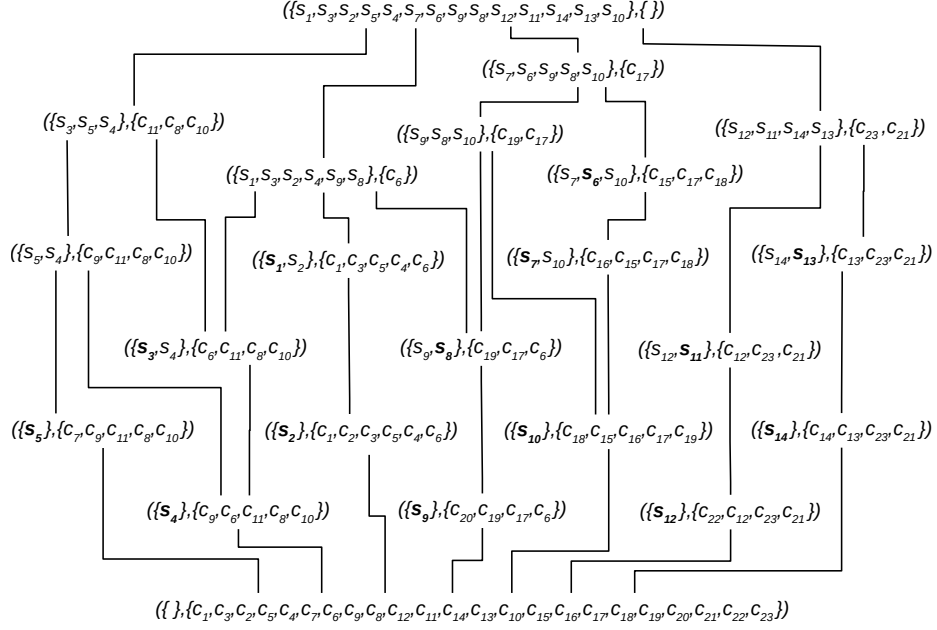 ({s1,s3,s2,s5,s4,s7,s6,s9,s8,s12,s11,s14,s13,s10},{ })
({s7,s6,s9,s8,s10},{c17})
({s3,s5,s4},{c11,c8,c10})
({s9,s8,s10},{c19,c17})
({s12,s11,s14,s13},{c23,c21})
({s1,s3,s2,s4,s9,s8},{c6})
({s7,s6,s10},{c15,c17,c18})
({s5,s4},{c9,c11,c8,c10})
({s1,s2},{c1,c3,c5,c4,c6})
({s7,s10},{c16,c15,c17,c18})
({s14,s13},{c13,c23,c21})
({s3,s4},{c6,c11,c8,c10})
({s9,s8},{c19,c17,c6})
({s12,s11},{c12,c23,c21})
({s5},{c7,c9,c11,c8,c10})
({s2},{c1,c2,c3,c5,c4,c6})
({s10},{c18,c15,c16,c17,c19})
({s14},{c14,c13,c23,c21})
({s4},{c9,c6,c11,c8,c10})
({s9},{c20,c19,c17,c6})
({s12},{c22,c12,c23,c21})
({ },{c1,c3,c2,c5,c4,c7,c6,c9,c8,c12,c11,c14,c13,c10,c15,c16,c17,c18,c19,c20,c21,c22,c23})